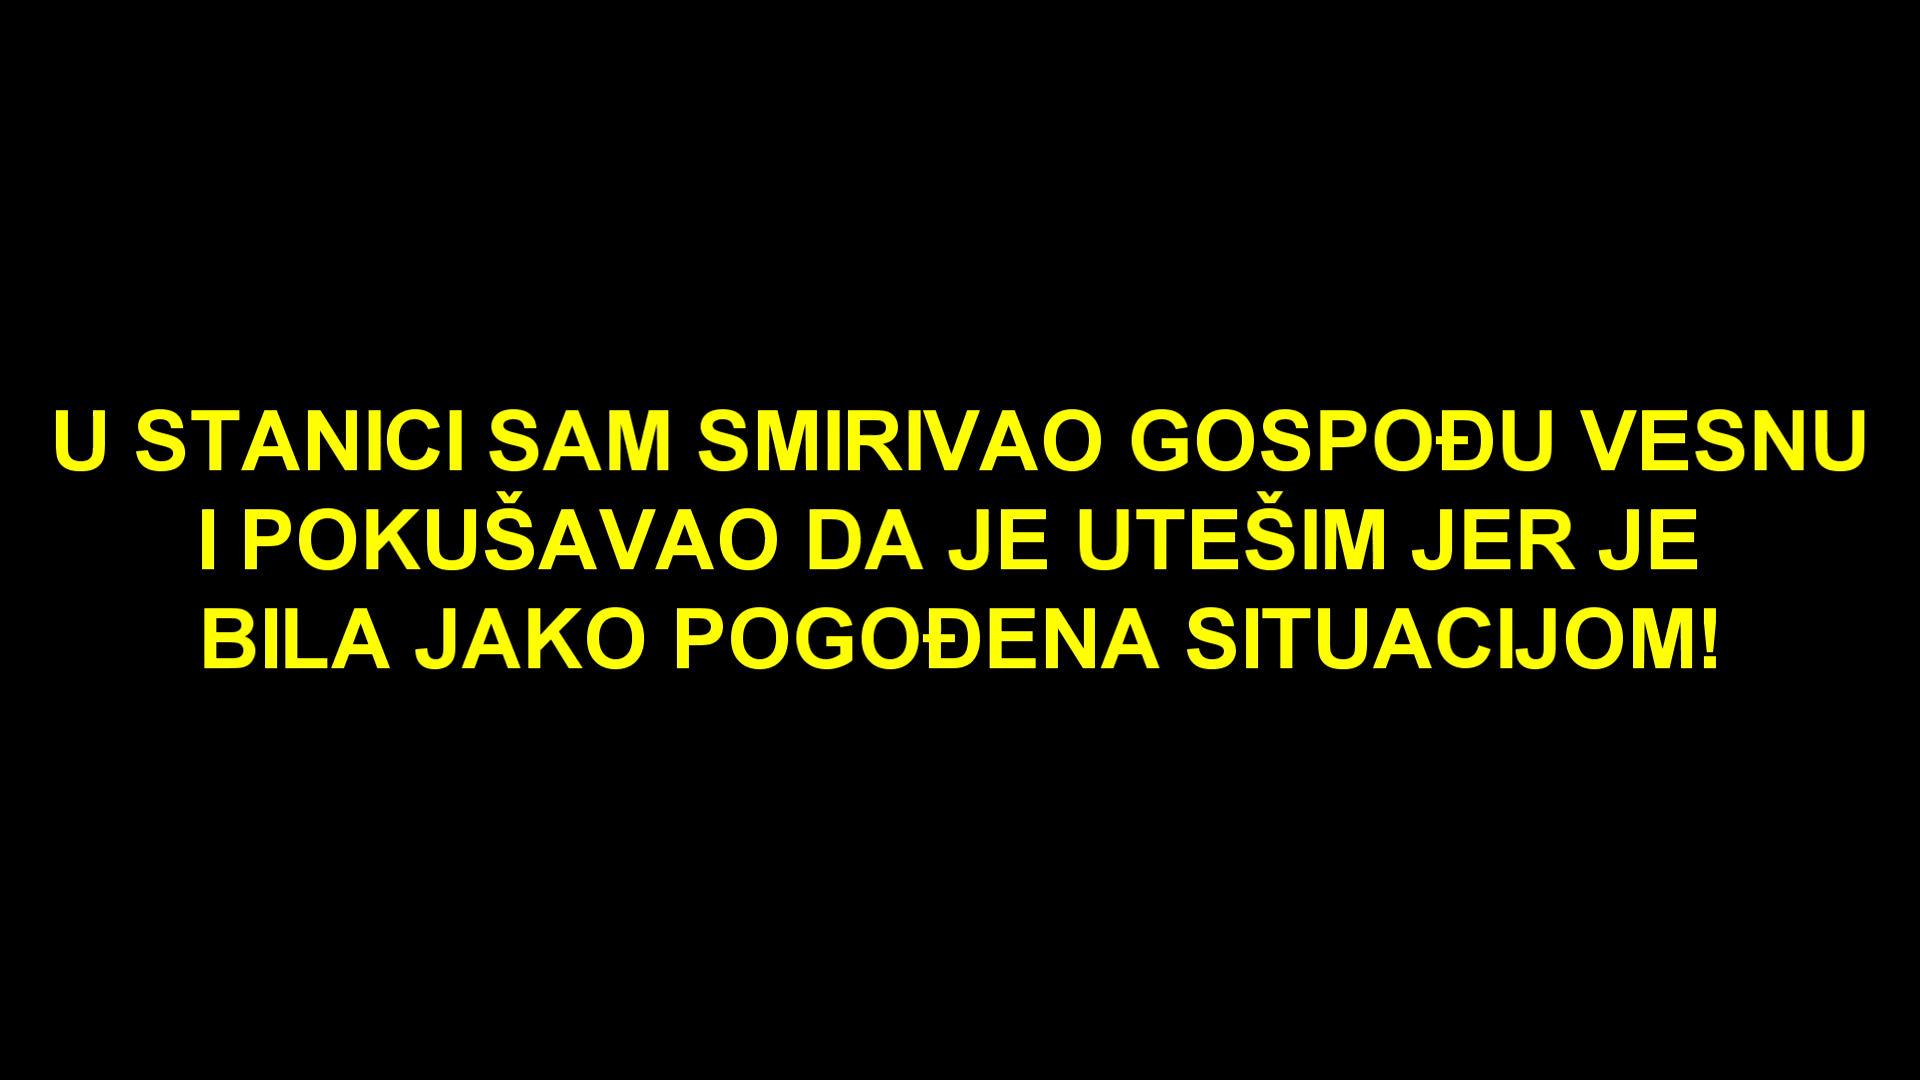 U STANICI SAM SMIRIVAO GOSPOĐU VESNU
I POKUŠAVAO DA JE UTEŠIM JER JE
BILA JAKO POGOĐENA SITUACIJOM!